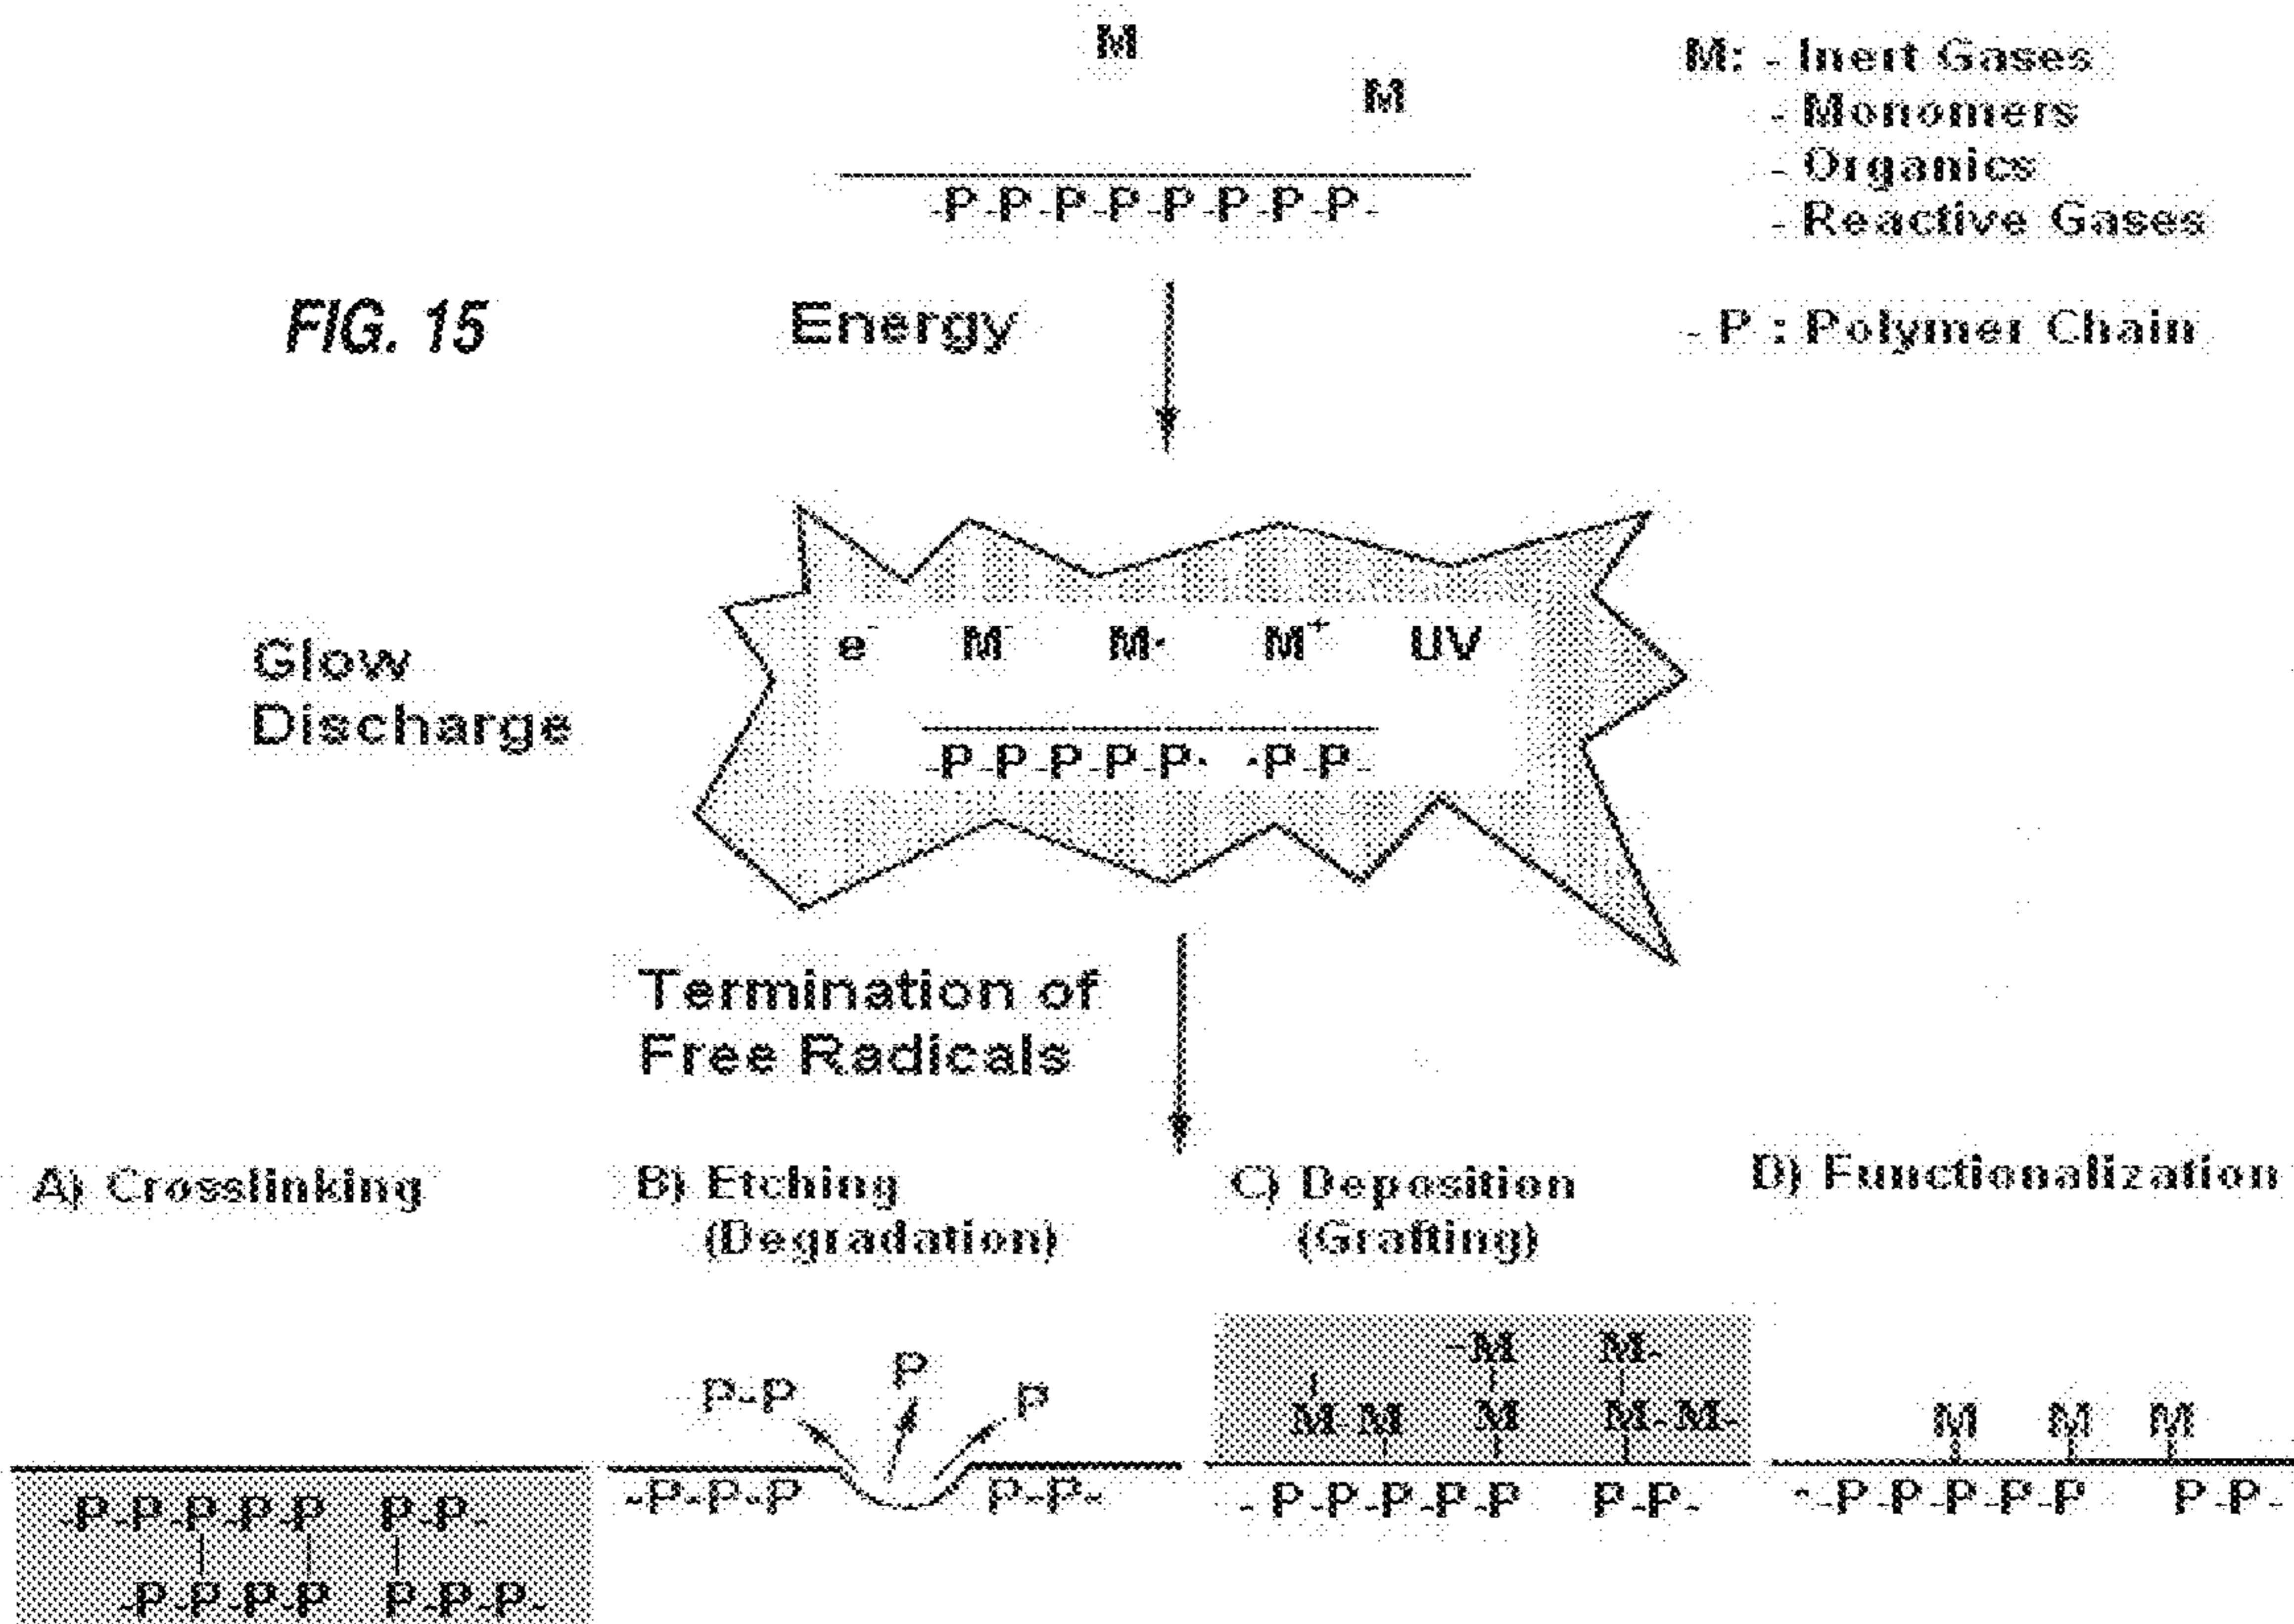 M
M
M: - Inert Gases
- Monomers
- Organics
- Reactive Gases
-P-P-P-P-P-P-P-P-
FIG. 15
Energy
- P : Polymer Chain
Glow
Discharge
e⁻ M⁻ M· M⁺ UV
-P-P-P-P-P· ·P-P-
Termination of
Free Radicals
A) Crosslinking
-P-P-P-P-P P-P-
-P-P-P-P P-P-P-
B) Etching
(Degradation)
P-P P P
-P-P-P P-P-
C) Deposition
(Grafting)
-M M-
M M M M-M-
-P-P-P-P-P P-P-
D) Functionalization
M M M
-P-P-P-P-P P-P-